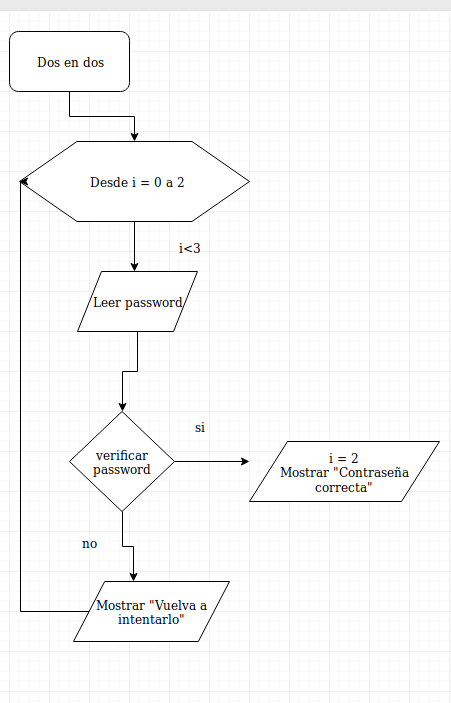 Dos en dos
Desde i = 0 a 2
i<3
Leer password
si
verificar
password
i = 2
Mostrar "Contraseña
correcta"
no
Mostrar "Vuelva a
intentarlo"